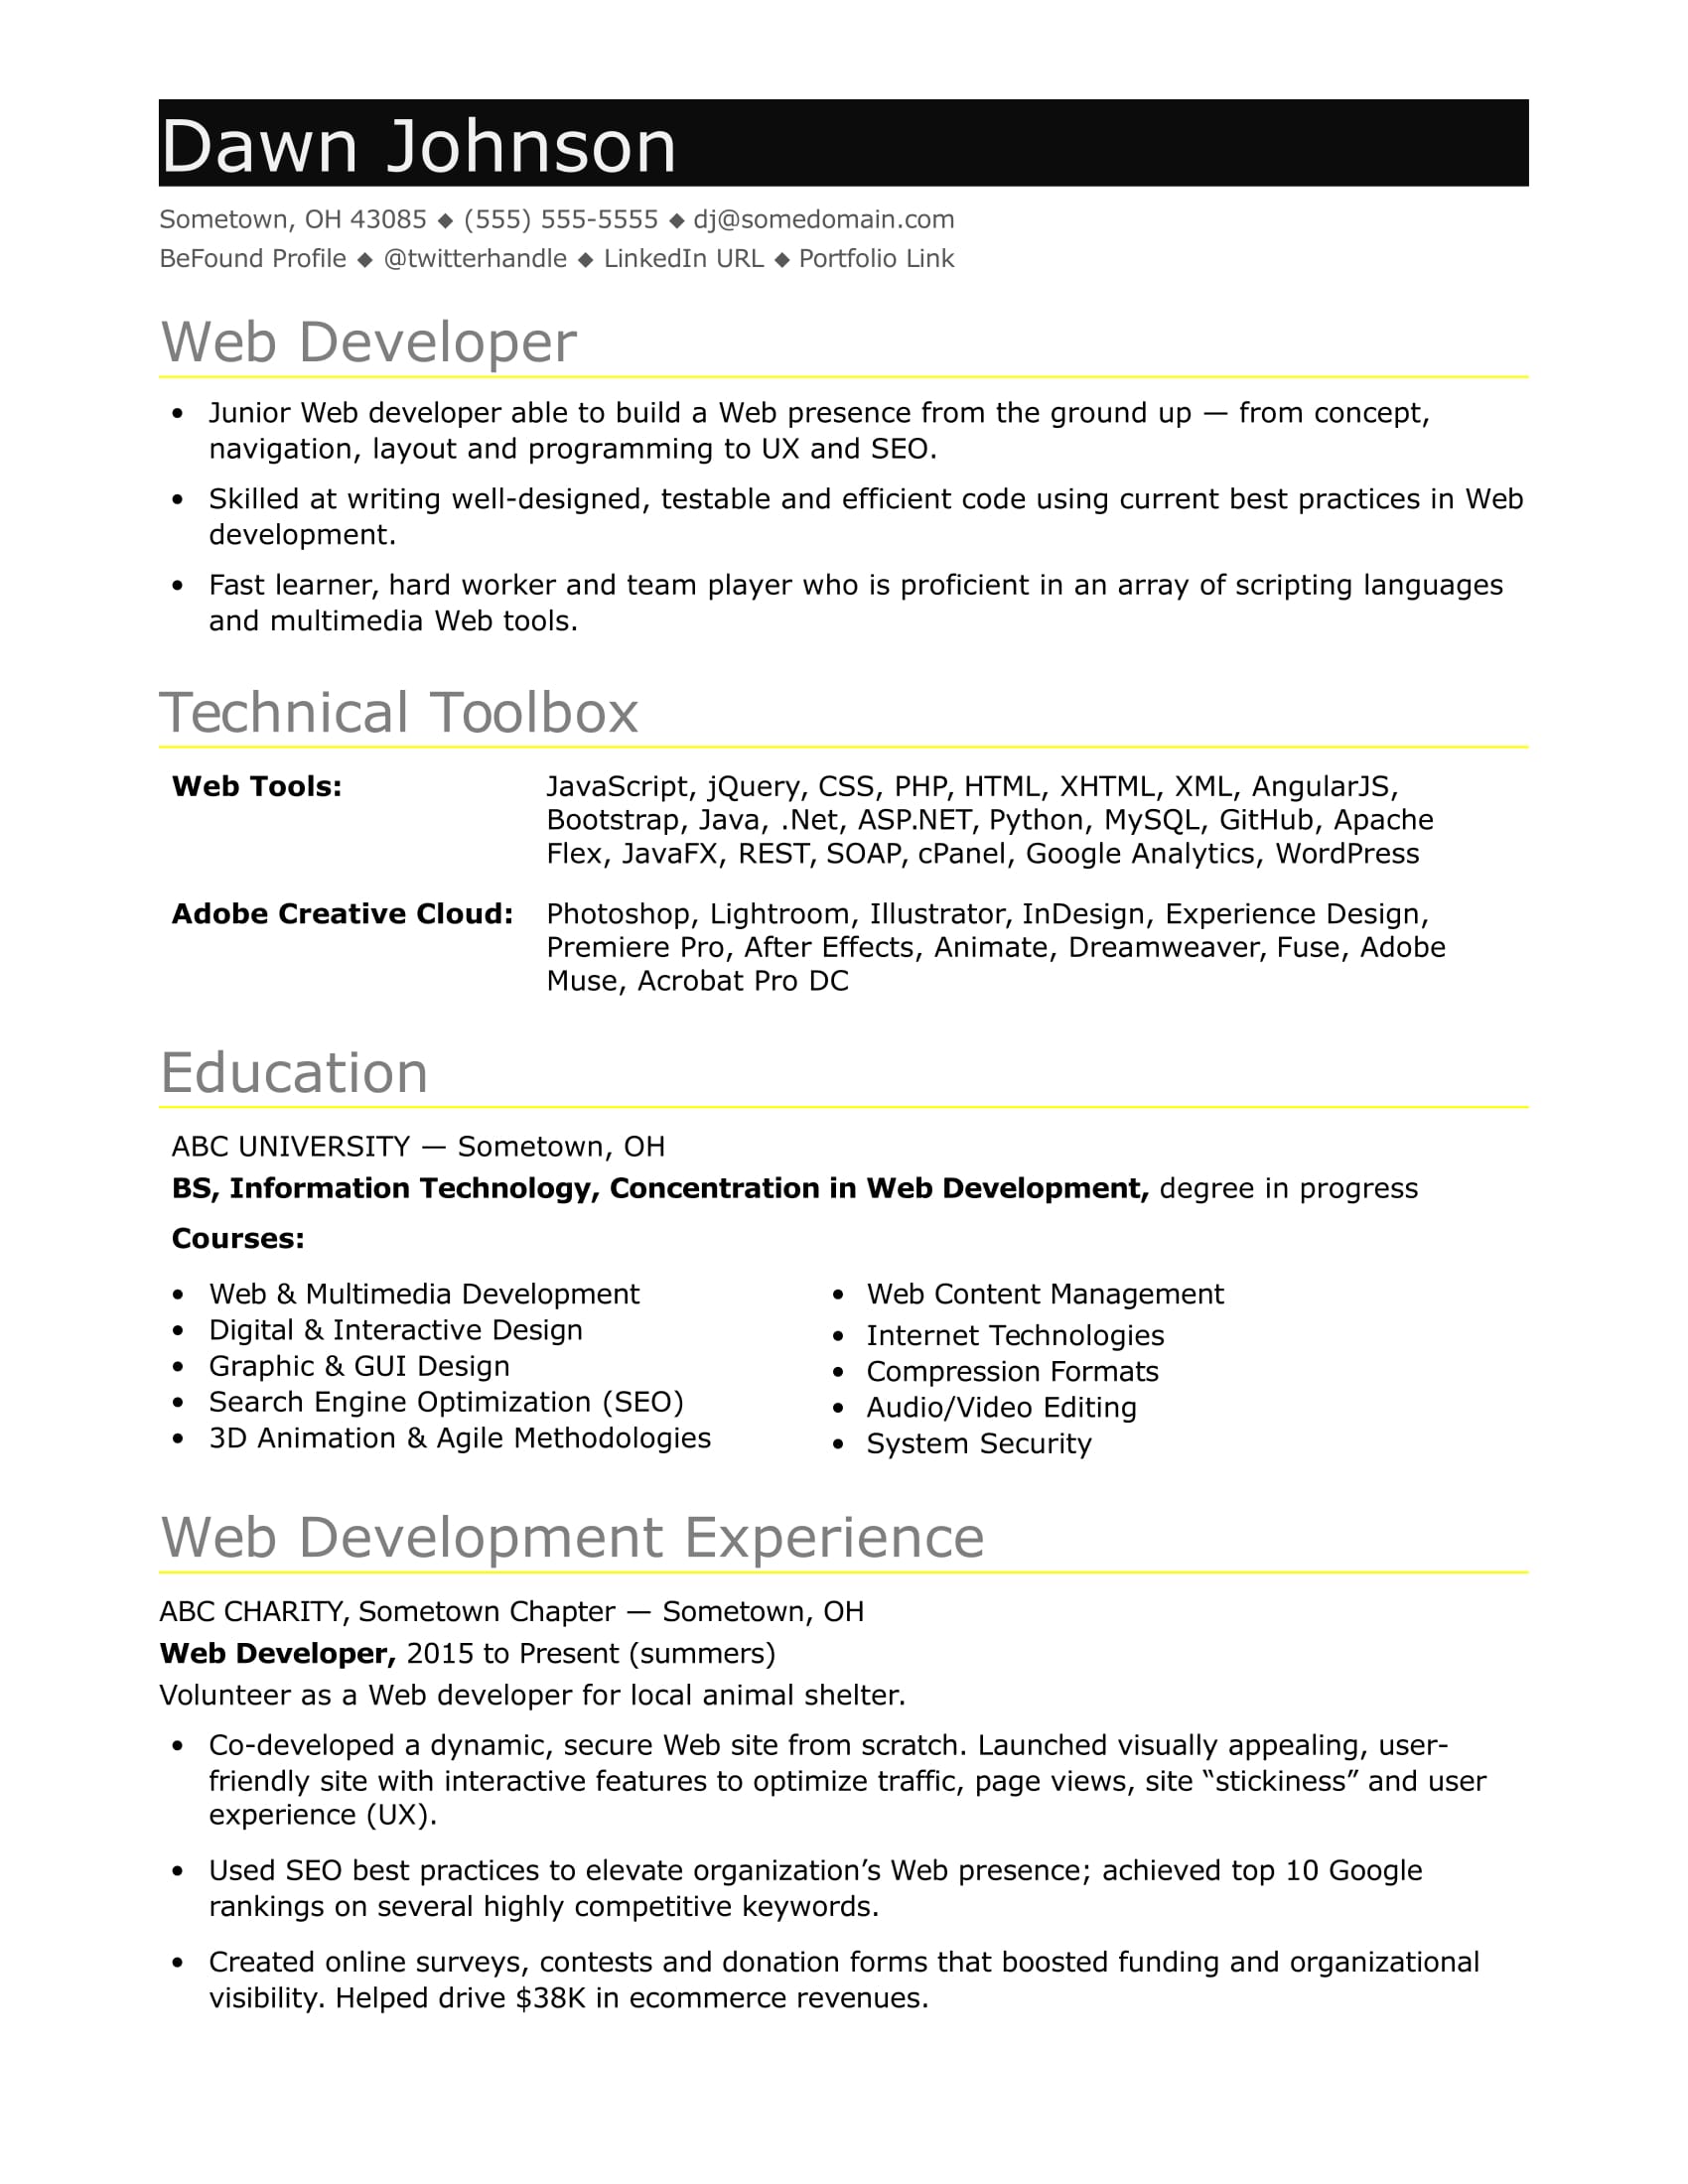 Dawn Johnson
Sometown, OH 43085 ◆ (555) 555-5555 ◆ dj@somedomain.com
BeFound Profile ◆ @twitterhandle ◆ LinkedIn URL ◆ Portfolio Link
Web Developer
• Junior Web developer able to build a Web presence from the ground up — from concept,
navigation, layout and programming to UX and SEO.
• Skilled at writing well-designed, testable and efficient code using current best practices in Web
development.
• Fast learner, hard worker and team player who is proficient in an array of scripting languages
and multimedia Web tools.
Technical Toolbox
Web Tools: JavaScript, jQuery, CSS, PHP, HTML, XHTML, XML, AngularJS,
Bootstrap, Java, .Net, ASP.NET, Python, MySQL, GitHub, Apache
Flex, JavaFX, REST, SOAP, cPanel, Google Analytics, WordPress
Adobe Creative Cloud: Photoshop, Lightroom, Illustrator, InDesign, Experience Design,
Premiere Pro, After Effects, Animate, Dreamweaver, Fuse, Adobe
Muse, Acrobat Pro DC
Education
ABC UNIVERSITY — Sometown, OH
BS, Information Technology, Concentration in Web Development, degree in progress
Courses:
• Web & Multimedia Development
• Digital & Interactive Design
• Graphic & GUI Design
• Search Engine Optimization (SEO)
• 3D Animation & Agile Methodologies
• Web Content Management
• Internet Technologies
• Compression Formats
• Audio/Video Editing
• System Security
Web Development Experience
ABC CHARITY, Sometown Chapter — Sometown, OH
Web Developer, 2015 to Present (summers)
Volunteer as a Web developer for local animal shelter.
• Co-developed a dynamic, secure Web site from scratch. Launched visually appealing, user-
friendly site with interactive features to optimize traffic, page views, site “stickiness” and user
experience (UX).
• Used SEO best practices to elevate organization’s Web presence; achieved top 10 Google
rankings on several highly competitive keywords.
• Created online surveys, contests and donation forms that boosted funding and organizational
visibility. Helped drive $38K in ecommerce revenues.